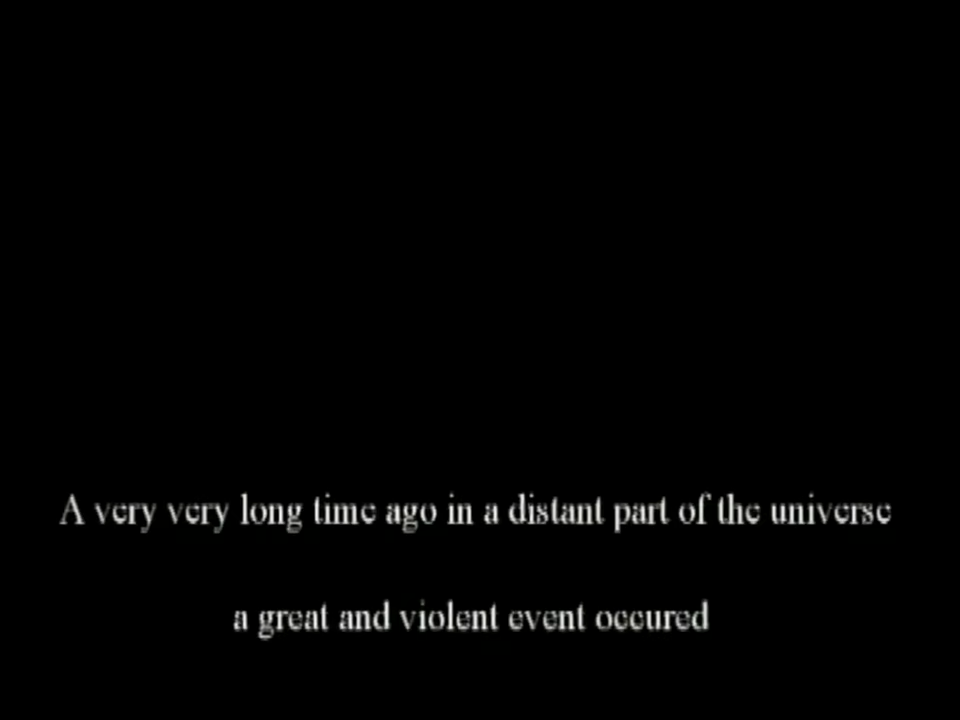 A very very long time ago in a distant part of the universe
a great and violent event occured